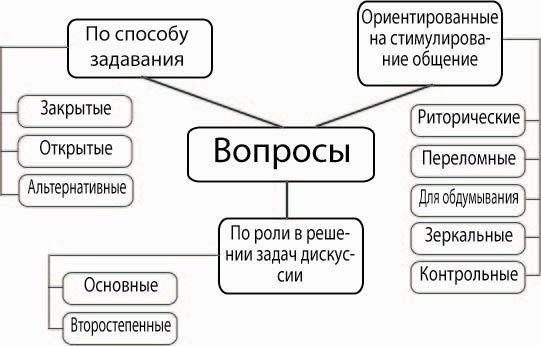 По способу
задавания
Закрытые
Открытые
Альтернативные
Ориентированные
на стимулирова-
ние общение
Риторические
Переломные
Для обдумывания
Зеркальные
Контрольные
Вопросы
По роли в реше-
нии задач дискус-
сии
Основные
Второстепенные